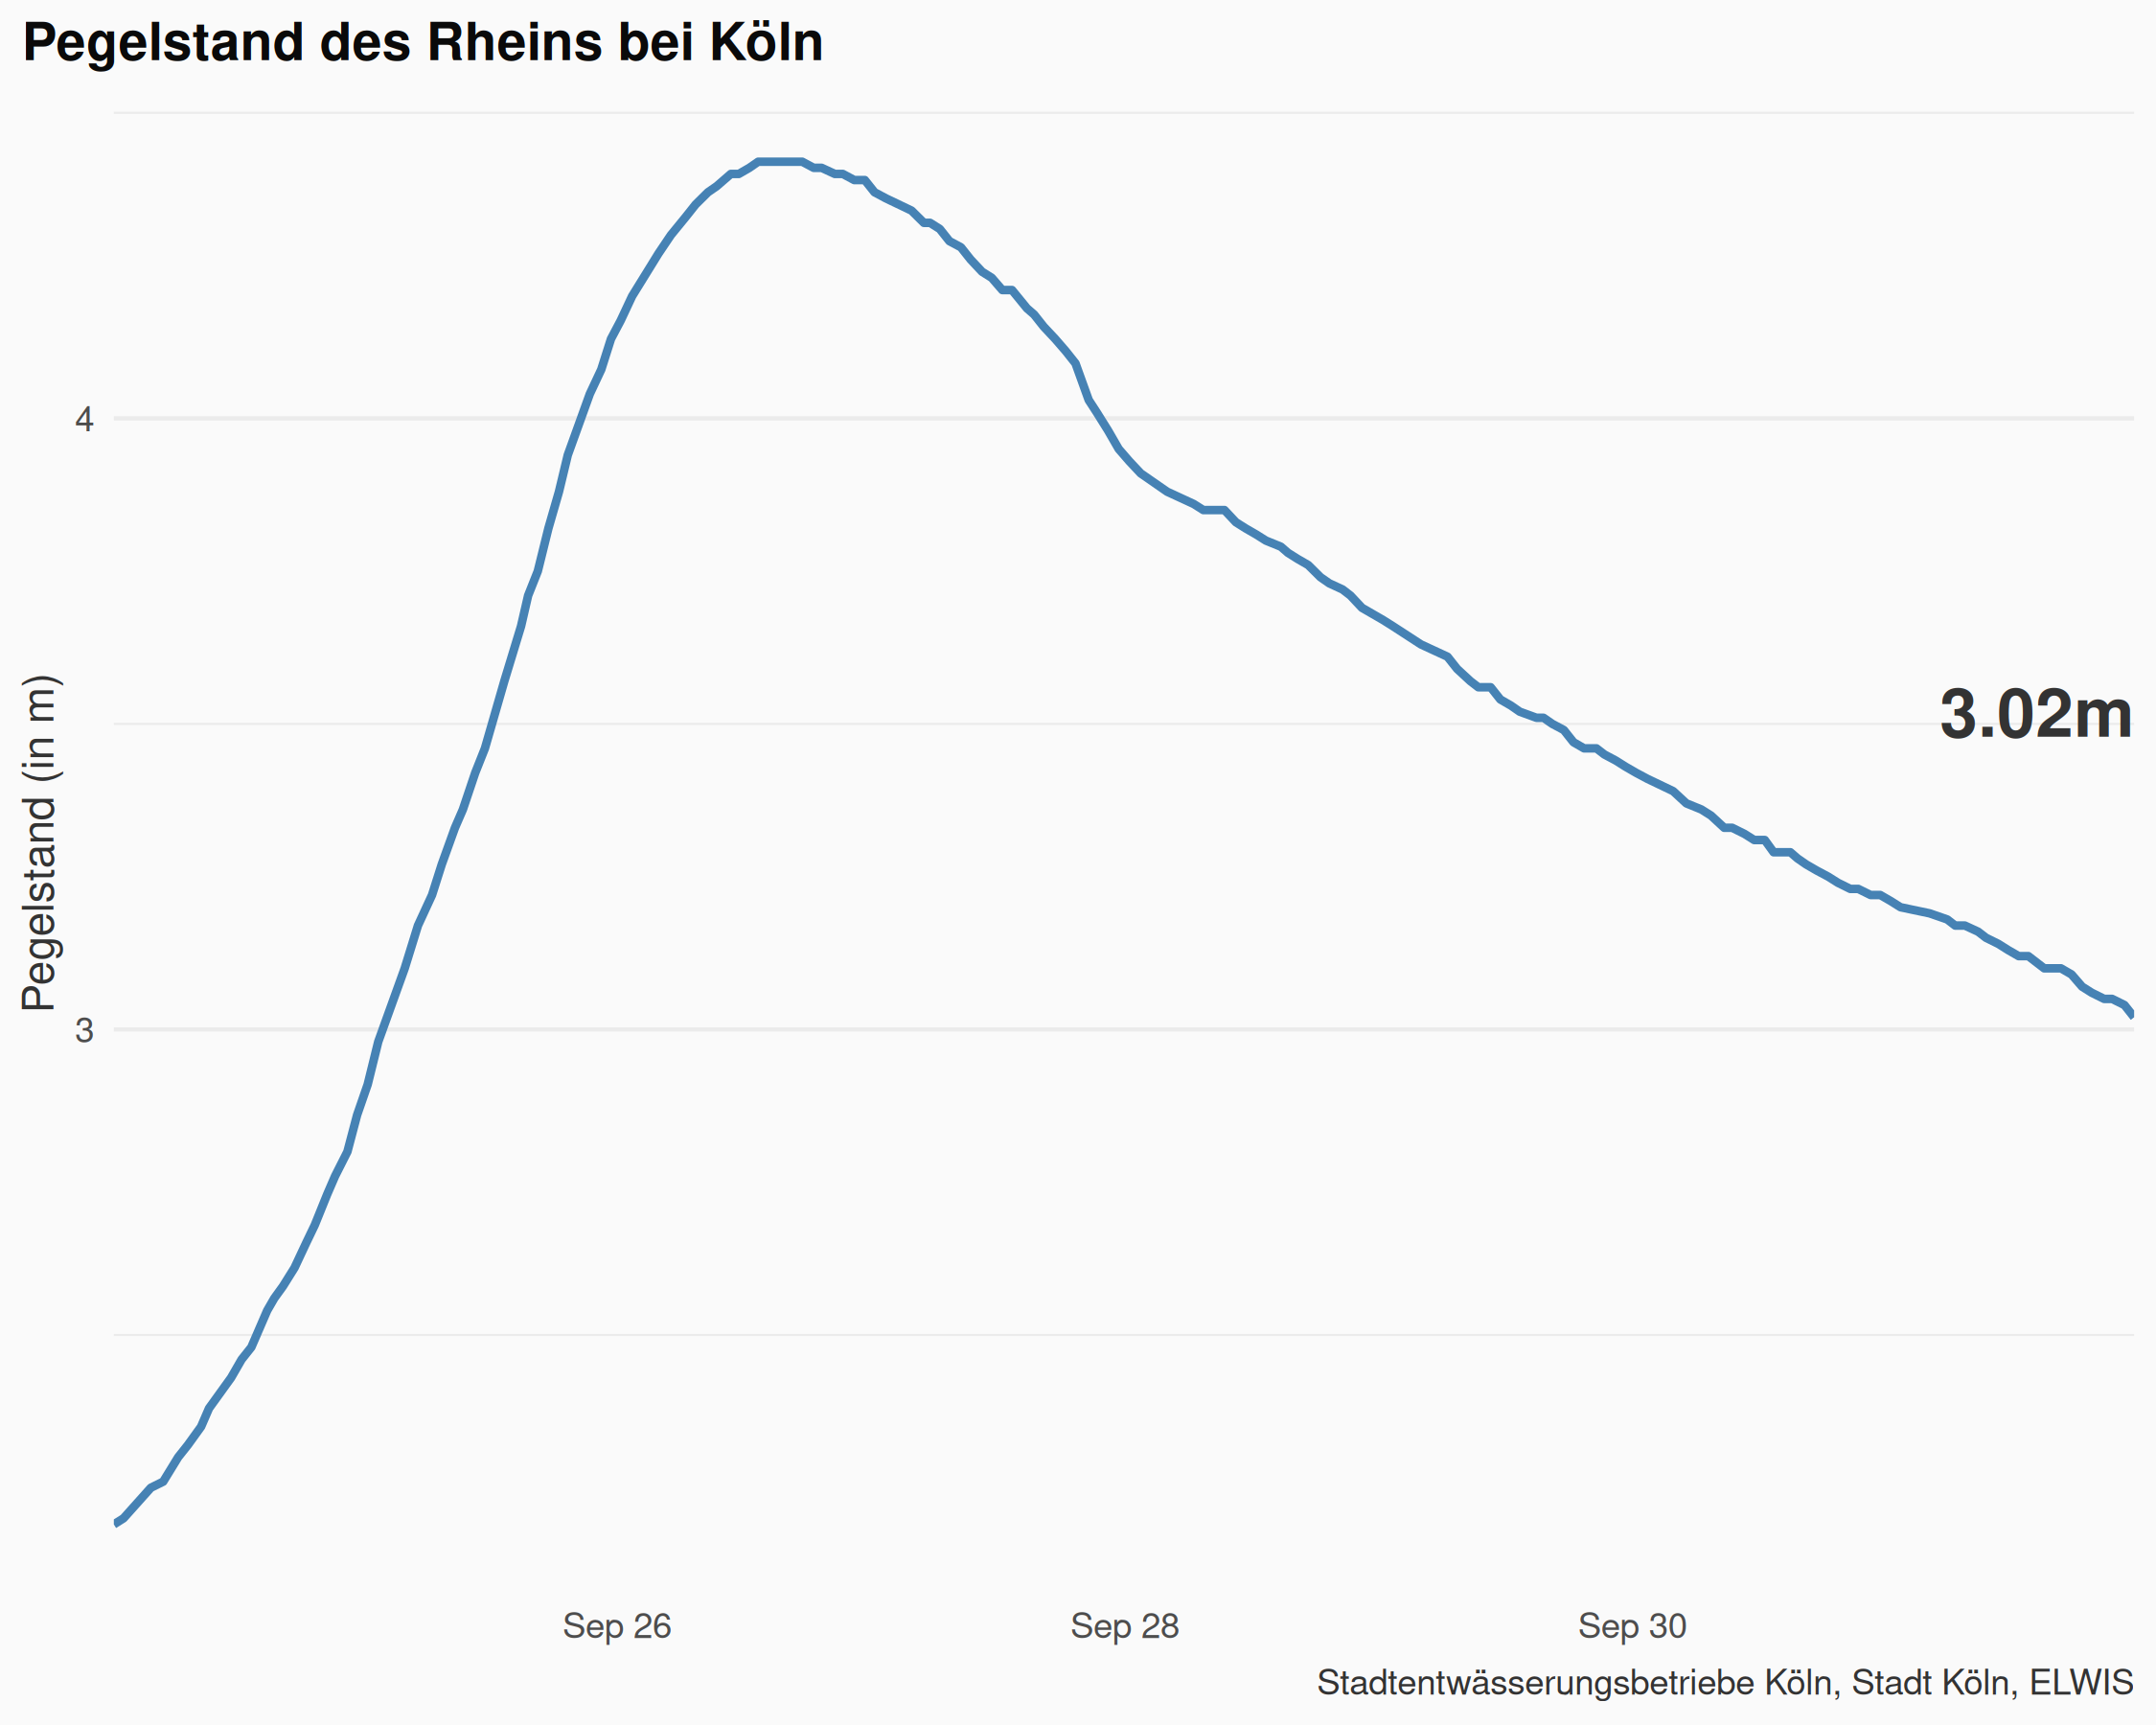 Pegelstand des Rheins bei Köln
Pegelstand (in m)
4
3
3.02m
Sep 26
Sep 28
Sep 30
Stadtentwässerungsbetriebe Köln, Stadt Köln, ELWIS